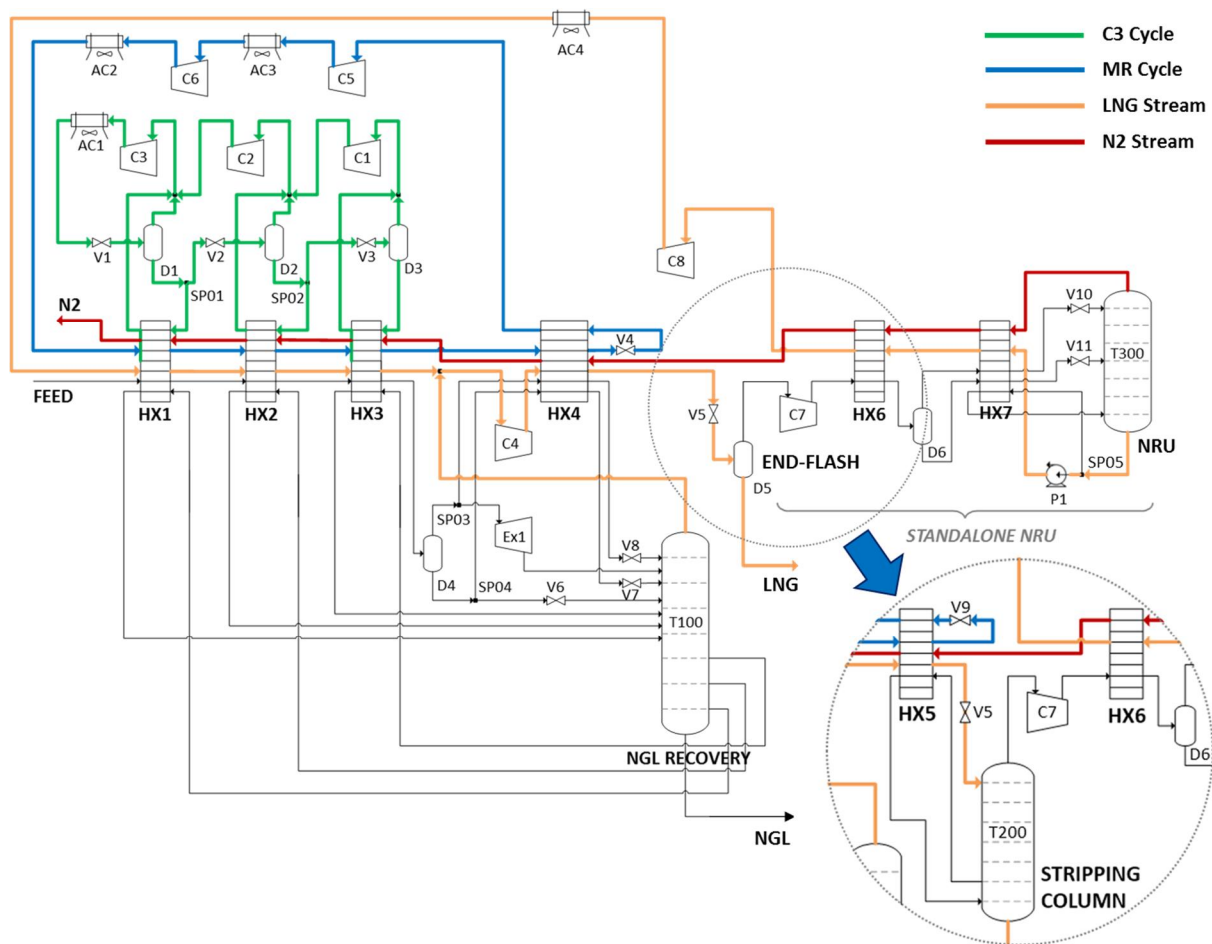 AC4
C3 Cycle
MR Cycle
LNG Stream
N2 Stream
AC2
C6
AC3
C5
AC1
C3
C2
C1
C8
V1
D1
V2
D2
V3
D3
SP01
SP02
N2
V4
V10
V11
T300
FEED
HX1
HX2
HX3
HX4
V5
C7
HX6
HX7
NRU
C4
D6
SP05
P1
END-FLASH
D5
STANDALONE NRU
SP03
Ex1
V8
V7
D4
SP04
V6
LNG
T100
NGL RECOVERY
NGL
V9
HX5
V5
C7
HX6
D6
T200
STRIPPING
COLUMN